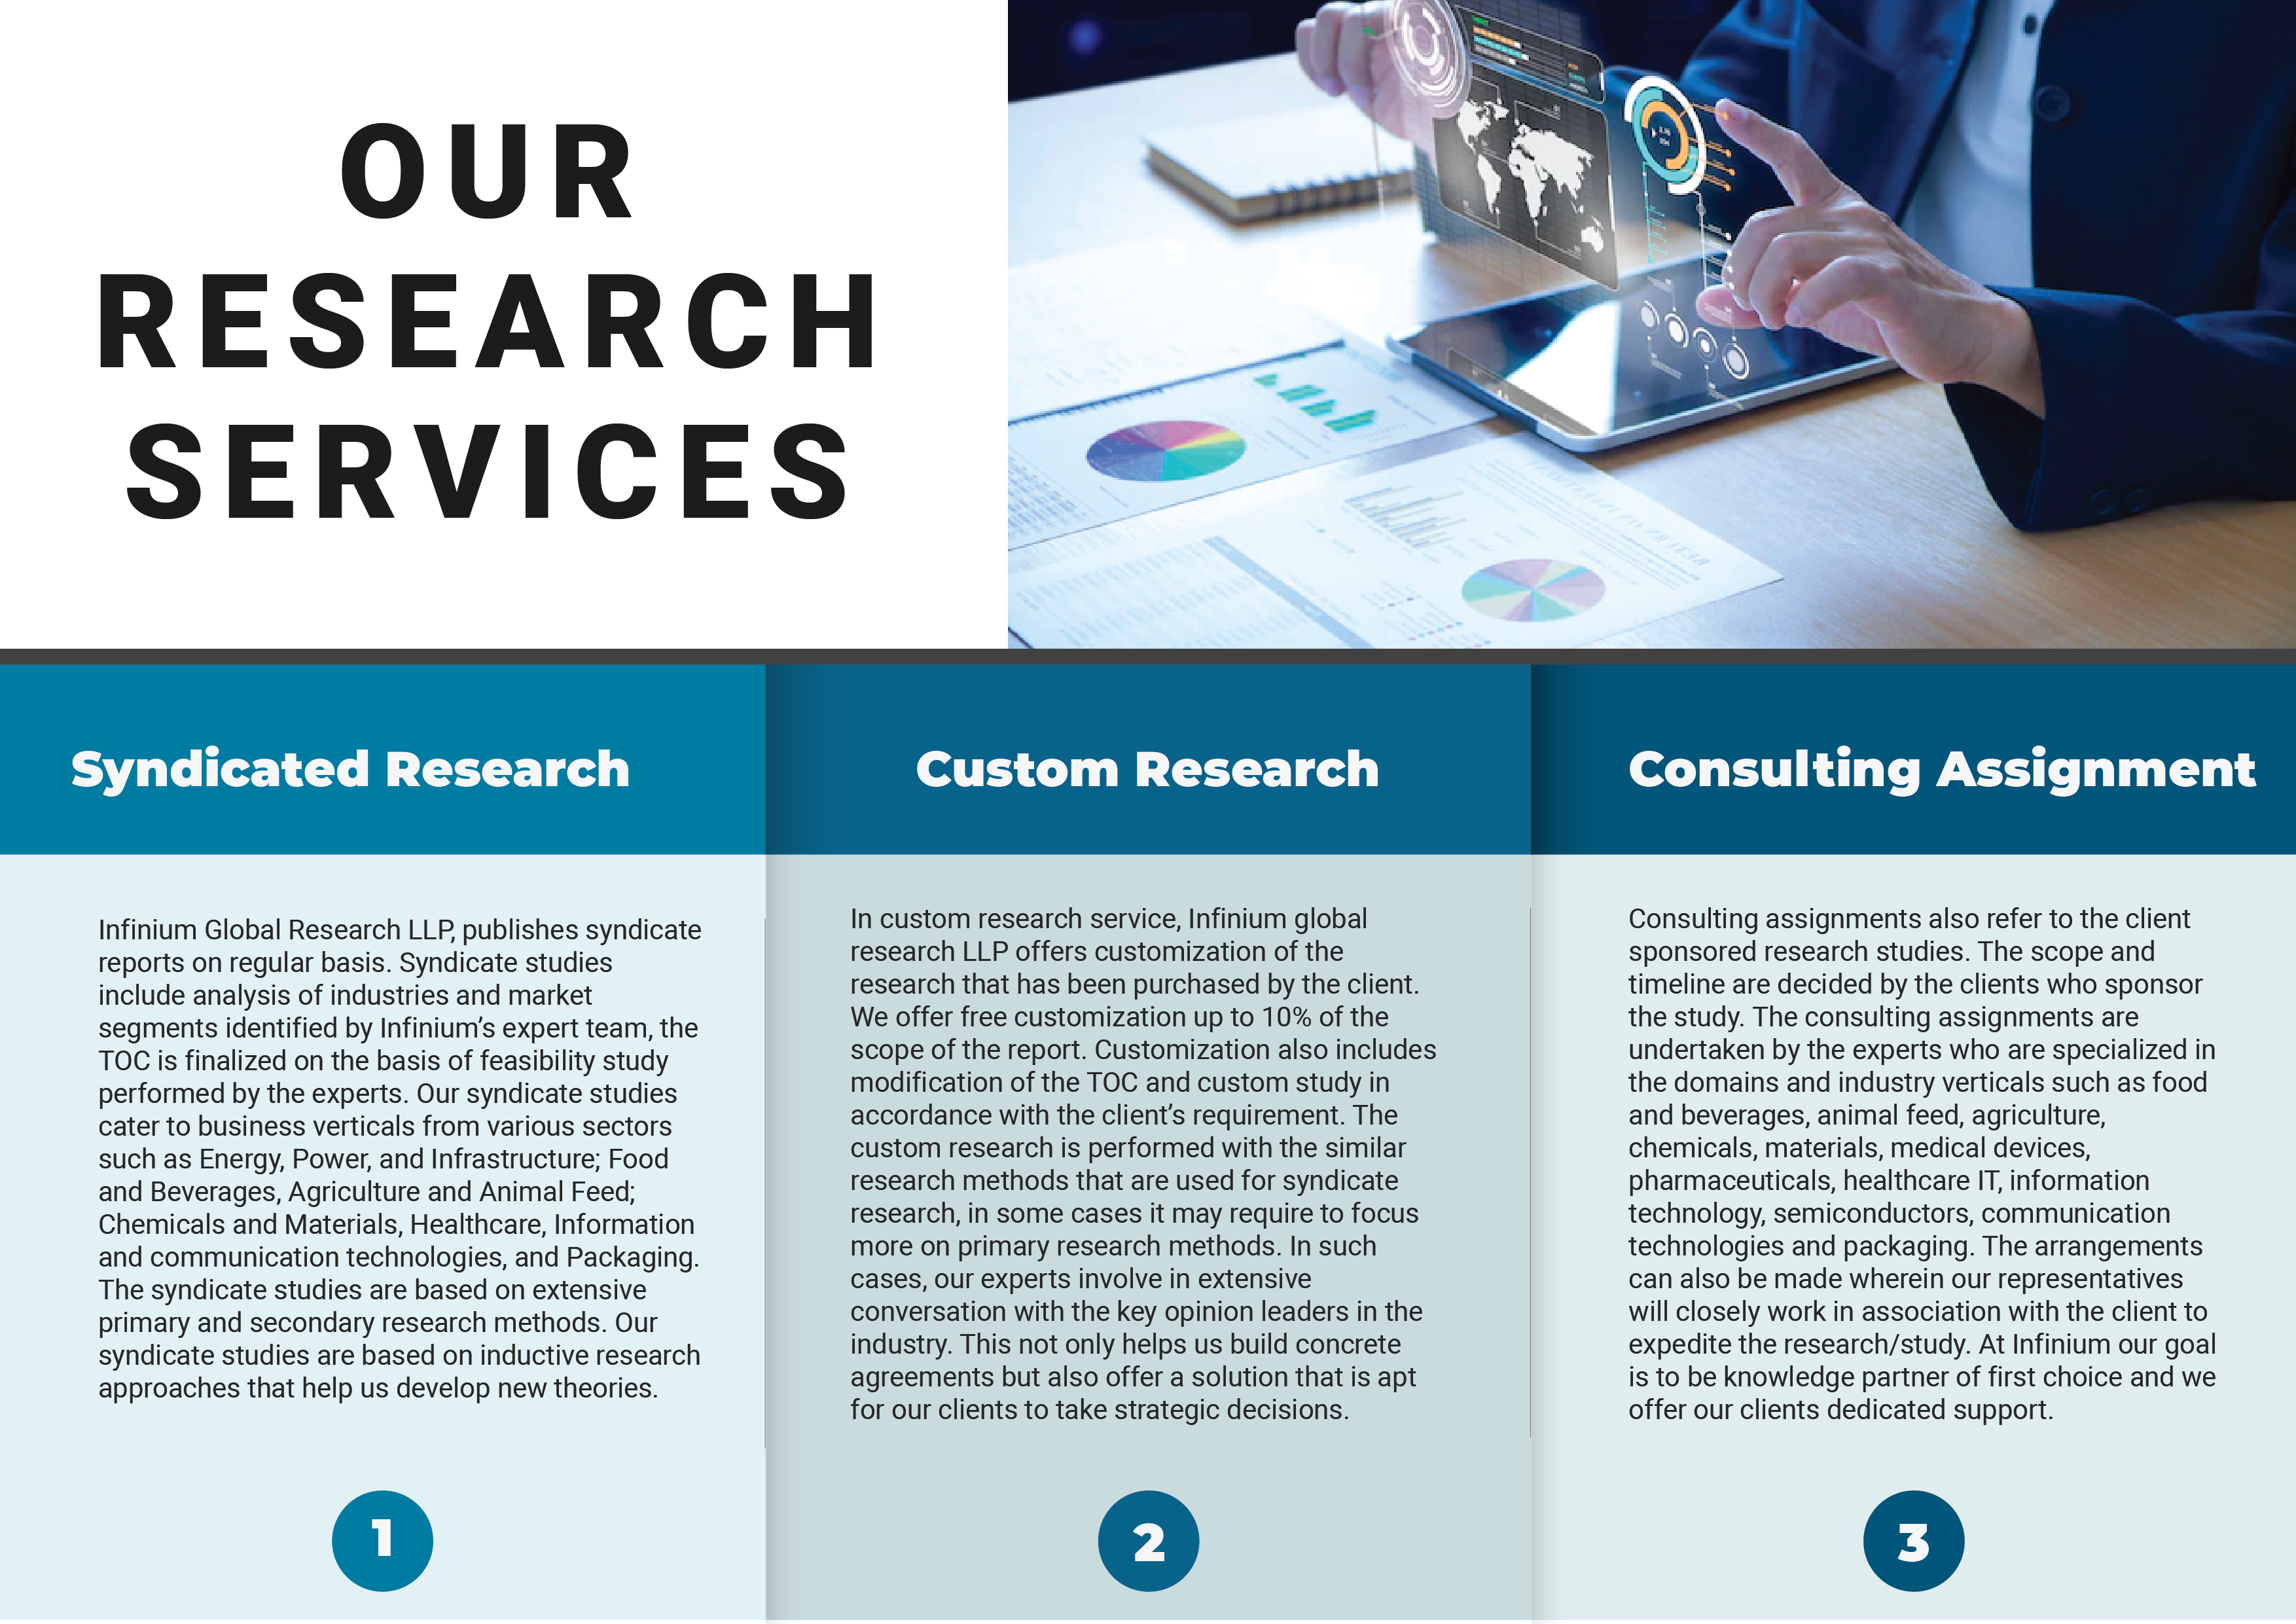 OUR
RESEARCH
SERVICES
Syndicated Research
Infinium Global Research LLP, publishes syndicate
reports on regular basis. Syndicate studies
include analysis of industries and market
segments identified by Infinium’s expert team, the
TOC is finalized on the basis of feasibility study
performed by the experts. Our syndicate studies
cater to business verticals from various sectors
such as Energy, Power, and Infrastructure; Food
and Beverages, Agriculture and Animal Feed;
Chemicals and Materials, Healthcare, Information
and communication technologies, and Packaging.
The syndicate studies are based on extensive
primary and secondary research methods. Our
syndicate studies are based on inductive research
approaches that help us develop new theories.
1
Custom Research
In custom research service, Infinium global
research LLP offers customization of the
research that has been purchased by the client.
We offer free customization up to 10% of the
scope of the report. Customization also includes
modification of the TOC and custom study in
accordance with the client’s requirement. The
custom research is performed with the similar
research methods that are used for syndicate
research, in some cases it may require to focus
more on primary research methods. In such
cases, our experts involve in extensive
conversation with the key opinion leaders in the
industry. This not only helps us build concrete
agreements but also offer a solution that is apt
for our clients to take strategic decisions.
2
Consulting Assignment
Consulting assignments also refer to the client
sponsored research studies. The scope and
timeline are decided by the clients who sponsor
the study. The consulting assignments are
undertaken by the experts who are specialized in
the domains and industry verticals such as food
and beverages, animal feed, agriculture,
chemicals, materials, medical devices,
pharmaceuticals, healthcare IT, information
technology, semiconductors, communication
technologies and packaging. The arrangements
can also be made wherein our representatives
will closely work in association with the client to
expedite the research/study. At Infinium our goal
is to be knowledge partner of first choice and we
offer our clients dedicated support.
3